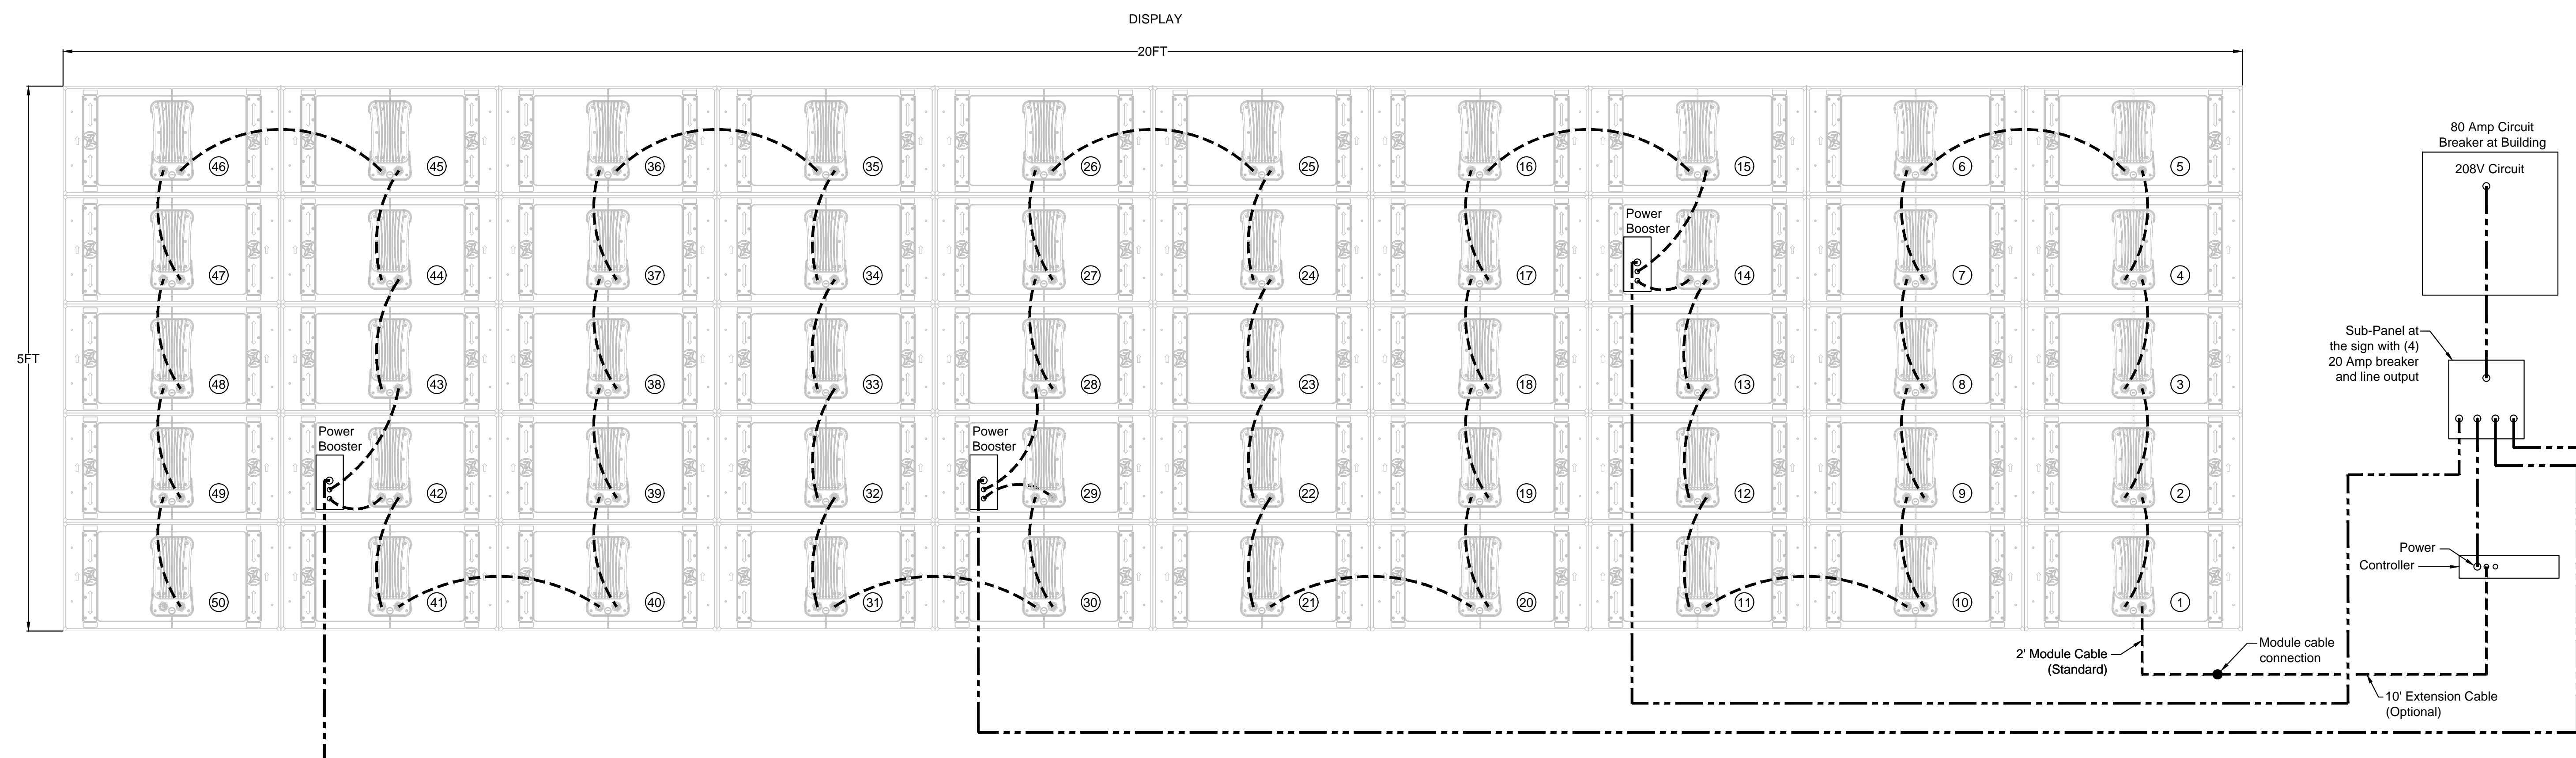 DISPLAY
20FT
5FT
46
45
36
35
26
25
16
15
6
5
47
44
37
34
27
24
17
Power
Booster
14
7
4
48
43
38
33
28
23
18
13
8
3
Power
Booster
49
42
39
32
Power
Booster
29
22
19
12
9
2
50
41
40
31
30
21
20
11
10
1
80 Amp Circuit
Breaker at Building
208V Circuit
Sub-Panel at
the sign with (4)
20 Amp breaker
and line output
Power
Controller
2' Module Cable
(Standard)
Module cable
connection
10' Extension Cable
(Optional)